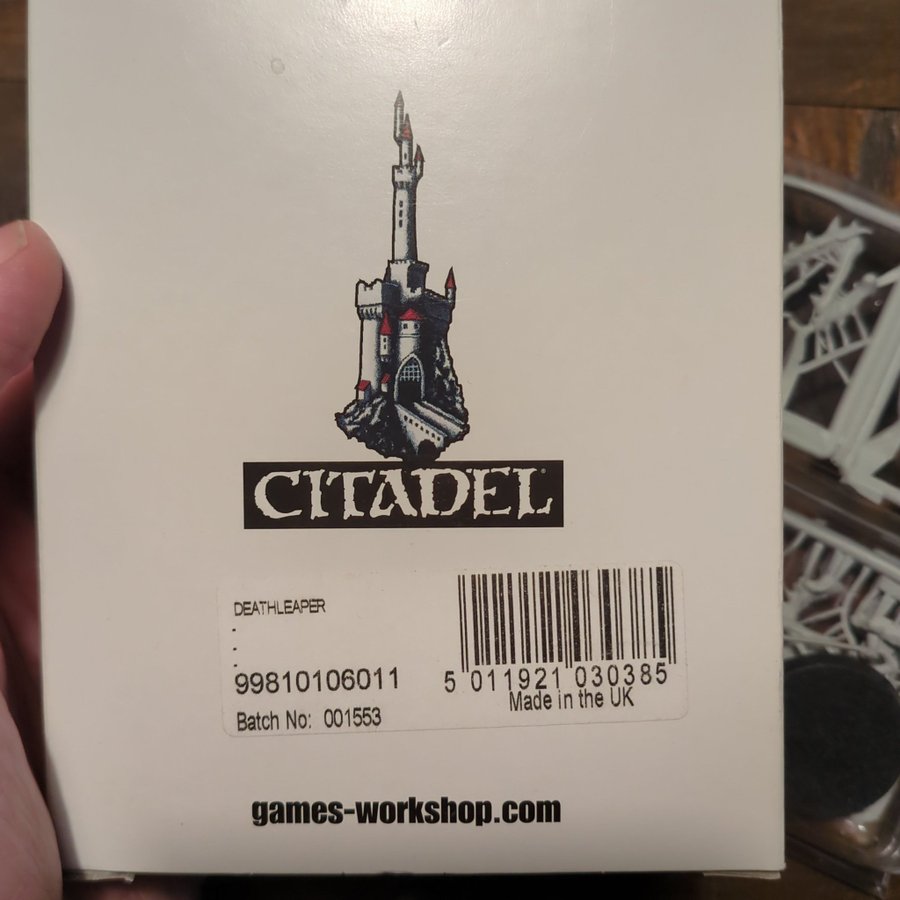 CITADEL
DEATHLEAPER
.
.
.
99810106011
Batch No: 001553
5 011921 030385
Made in the UK
games-workshop.com